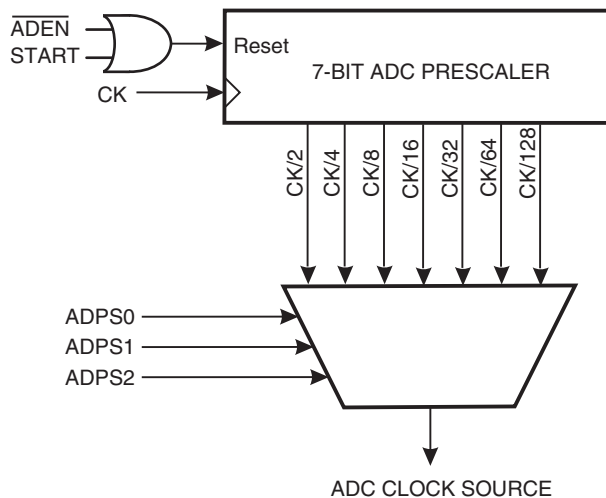 ADEN
START
Reset
7-BIT ADC PRESCALER
CK
CK/2
CK/4
CK/8
CK/16
CK/32
CK/64
CK/128
ADPS0
ADPS1
ADPS2
ADC CLOCK SOURCE